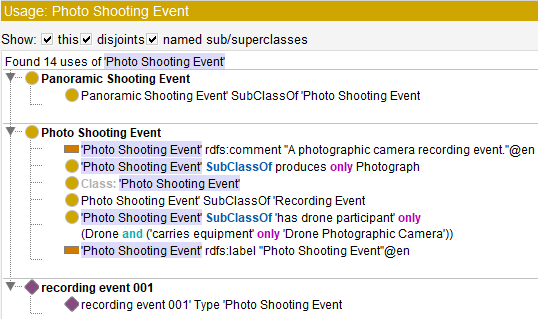 Usage: Photo Shooting Event
Show: this disjoints named sub/superclasses
Found 14 uses of 'Photo Shooting Event'
Panoramic Shooting Event
Panoramic Shooting Event' SubClassOf 'Photo Shooting Event
Photo Shooting Event
'Photo Shooting Event' rdfs:comment "A photographic camera recording event."@en
'Photo Shooting Event' SubClassOf produces only Photograph
Class: 'Photo Shooting Event'
Photo Shooting Event' SubClassOf 'Recording Event
'Photo Shooting Event' SubClassOf 'has drone participant' only
(Drone and ('carries equipment' only 'Drone Photographic Camera'))
'Photo Shooting Event' rdfs:label "Photo Shooting Event"@en
recording event 001
recording event 001' Type 'Photo Shooting Event